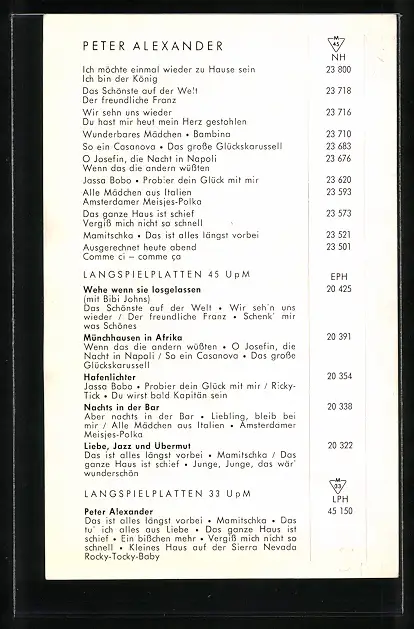 PETER ALEXANDER
M
45
NH
Ich möchte einmal wieder zu Hause sein 23 800
Ich bin der König
Das Schönste auf der Welt 23 718
Der freundliche Franz
Wir sehn uns wieder 23 716
Du hast mir heut mein Herz gestohlen
Wunderbares Mädchen • Bambina 23 710
So ein Casanova • Das große Glückskarussell 23 683
O Josefin, die Nacht in Napoli 23 676
Wenn das die andern wüßten
Jassa Bobo • Probier dein Glück mit mir 23 620
Alle Mädchen aus Italien 23 593
Amsterdamer Meisjes-Polka
Das ganze Haus ist schief 23 573
Vergiß mich nicht so schnell
Mamitschka • Das ist alles längst vorbei 23 521
Ausgerechnet heute abend 23 501
Comme ci – comme ça
LANGSPIELPLATTEN 45 UpM EPH
Wehe wenn sie losgelassen 20 425
(mit Bibi Johns)
Das Schönste auf der Welt • Wir seh'n uns
wieder / Der freundliche Franz • Schenk' mir
was Schönes
Münchhausen in Afrika 20 391
Wenn das die andern wüßten • O Josefin, die
Nacht in Napoli / So ein Casanova • Das große
Glückskarussell
Hafenlichter 20 354
Jassa Bobo • Probier dein Glück mit mir / Ricky-
Tick • Du wirst bald Kapitän sein
Nachts in der Bar 20 338
Aber nachts in der Bar • Liebling, bleib bei
mir / Alle Mädchen aus Italien • Amsterdamer
Meisjes-Polka
Liebe, Jazz und Übermut 20 322
Das ist alles längst vorbei • Mamitschka / Das
ganze Haus ist schief • Junge, Junge, das wär'
wunderschön
LANGSPIELPLATTEN 33 UpM
M
33
LPH
Peter Alexander 45 150
Das ist alles längst vorbei • Mamitschka • Das
tu' ich alles aus Liebe • Das ganze Haus ist
schief • Ein bißchen mehr • Vergiß mich nicht so
schnell • Kleines Haus auf der Sierra Nevada
Rocky-Tocky-Baby